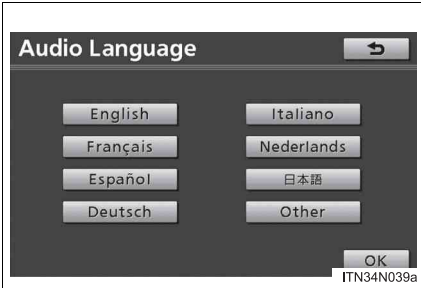 Audio Language
English
Italiano
Français
Nederlands
Español
日本語
Deutsch
Other
OK
ITN34N039a